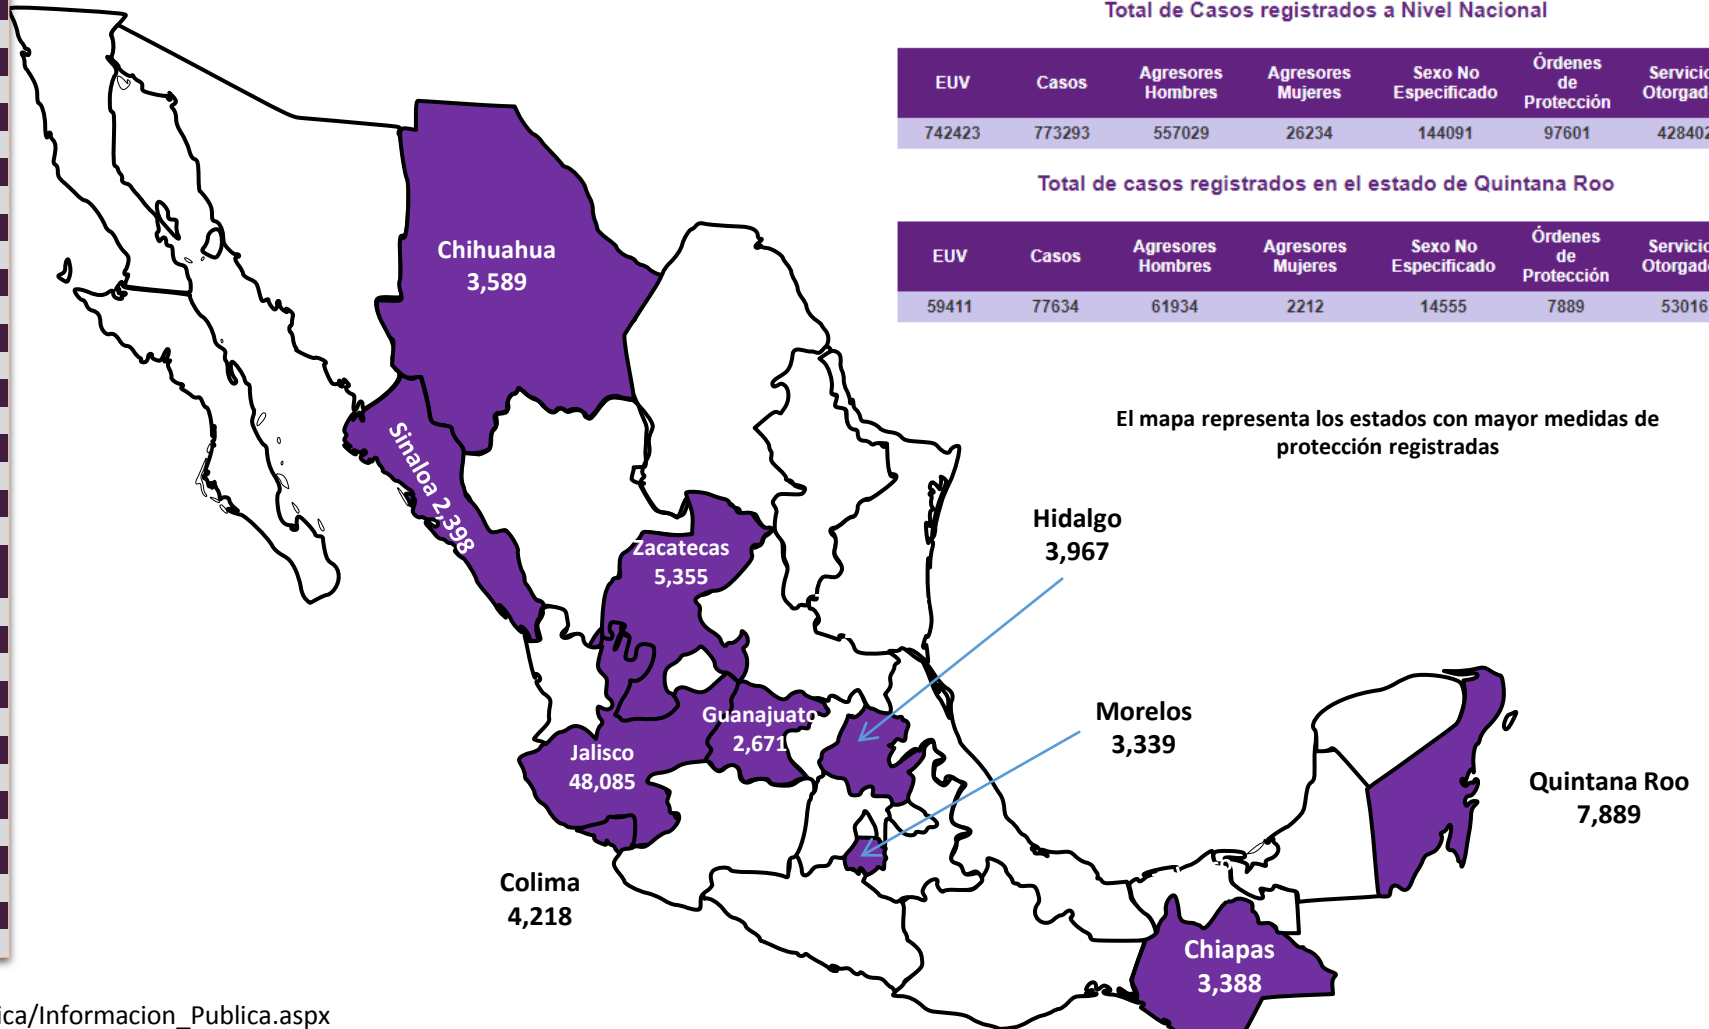 Total de Casos registrados a Nivel Nacional
EUV Casos Agresores Hombres Agresores Mujeres Sexo No Especificado Órdenes de Protección
742423 773293 557029 26234 144091 97601 428402
Total de casos registrados en el estado de Quintana Roo
EUV Casos Agresores Hombres Agresores Mujeres Sexo No Especificado Órdenes de Protección
59411 77634 61934 2212 14555 7889 53016
El mapa representa los estados con mayor medidas de
protección registradas
Chihuahua
3,589
Sinaloa 2,398
Zacatecas
5,355
Hidalgo
3,967
Guanajuato
2,671
Morelos
3,339
Jalisco
48,085
Quintana Roo
7,889
Colima
4,218
Chiapas
3,388
ica/Informacion_Publica.aspx